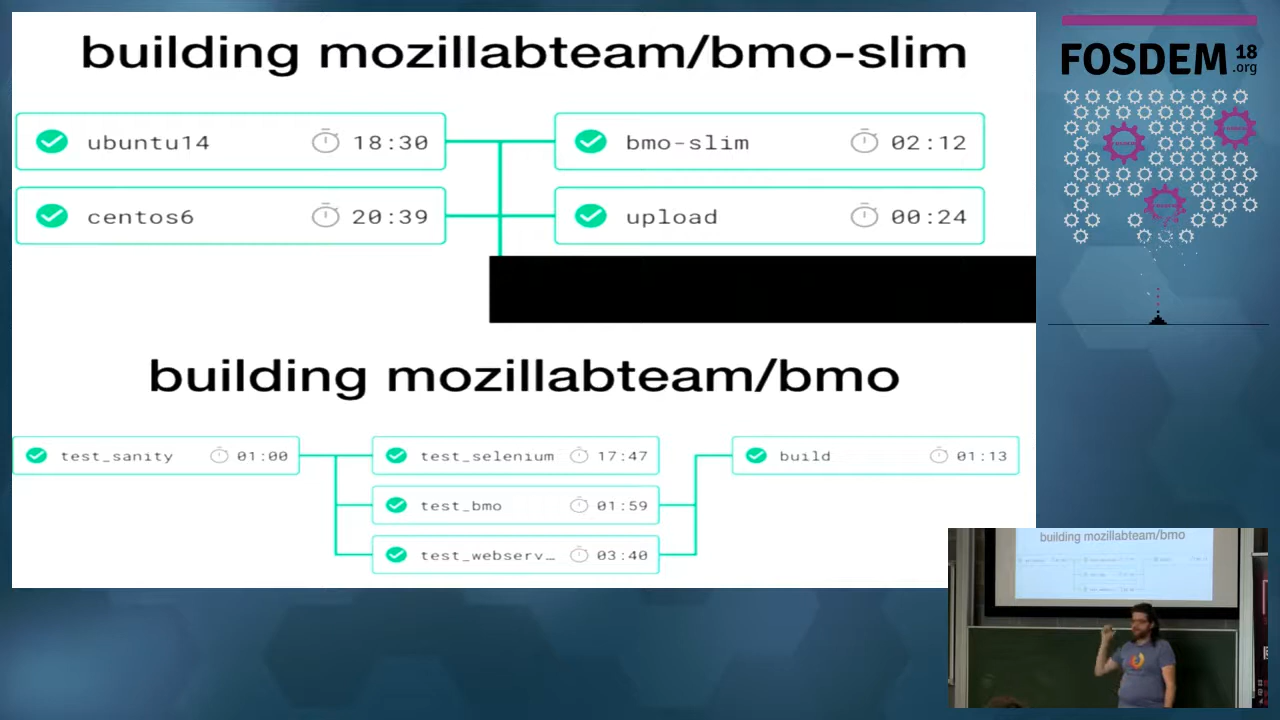 building mozillabteam/bmo-slim
ubuntu14 18:30
bmo-slim 02:12
centos6 20:39
upload 00:24
building mozillabteam/bmo
test_sanity 01:00
test_selenium 17:47
build 01:13
test_bmo 01:59
test_webserv… 03:40
FOSDEM 18
.org
building mozillabteam/bmo